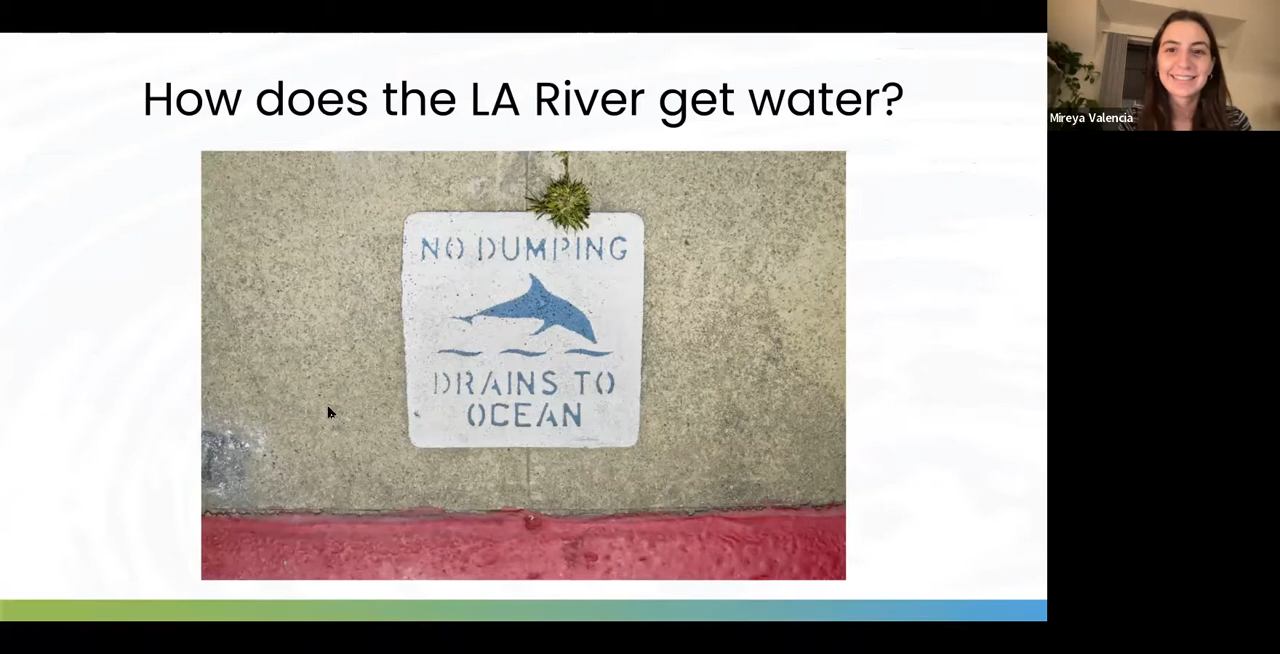 How does the LA River get water?
NO DUMPING
DRAINS TO
OCEAN
Mireya Valencia